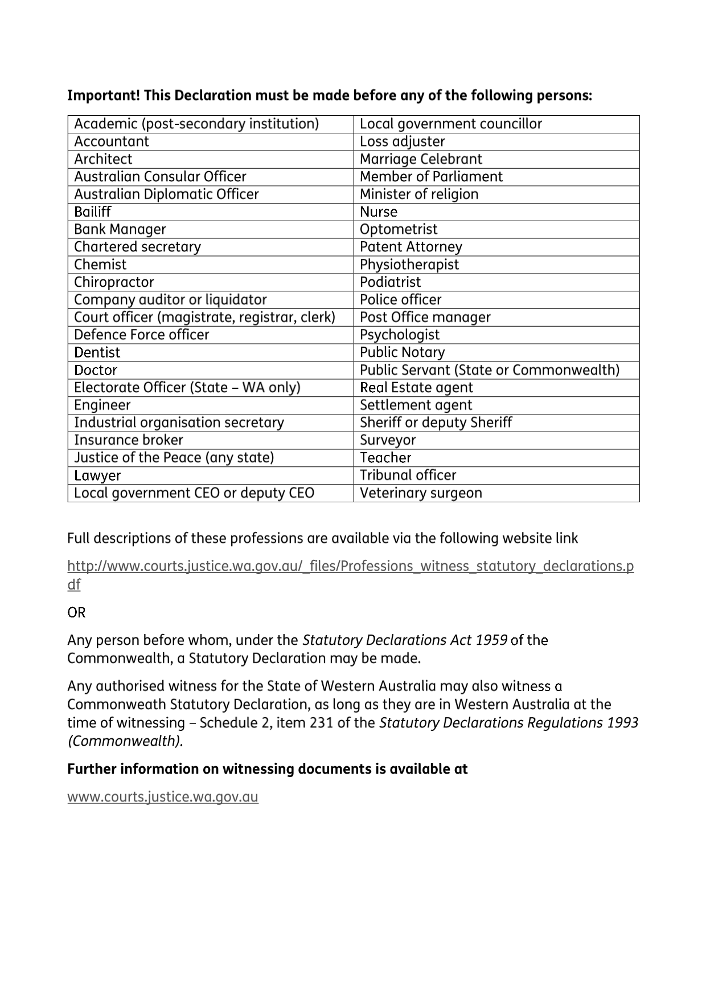 Important! This Declaration must be made before any of the following persons:
Academic (post-secondary institution) Local government councillor
Accountant Loss adjuster
Architect Marriage Celebrant
Australian Consular Officer Member of Parliament
Australian Diplomatic Officer Minister of religion
Bailiff Nurse
Bank Manager Optometrist
Chartered secretary Patent Attorney
Chemist Physiotherapist
Chiropractor Podiatrist
Company auditor or liquidator Police officer
Court officer (magistrate, registrar, clerk) Post Office manager
Defence Force officer Psychologist
Dentist Public Notary
Doctor Public Servant (State or Commonwealth)
Electorate Officer (State – WA only) Real Estate agent
Engineer Settlement agent
Industrial organisation secretary Sheriff or deputy Sheriff
Insurance broker Surveyor
Justice of the Peace (any state) Teacher
Lawyer Tribunal officer
Local government CEO or deputy CEO Veterinary surgeon
Full descriptions of these professions are available via the following website link
http://www.courts.justice.wa.gov.au/_files/Professions_witness_statutory_declarations.p
df
OR
Any person before whom, under the Statutory Declarations Act 1959 of the
Commonwealth, a Statutory Declaration may be made.
Any authorised witness for the State of Western Australia may also witness a
Commonweath Statutory Declaration, as long as they are in Western Australia at the
time of witnessing – Schedule 2, item 231 of the Statutory Declarations Regulations 1993
(Commonwealth).
Further information on witnessing documents is available at
www.courts.justice.wa.gov.au